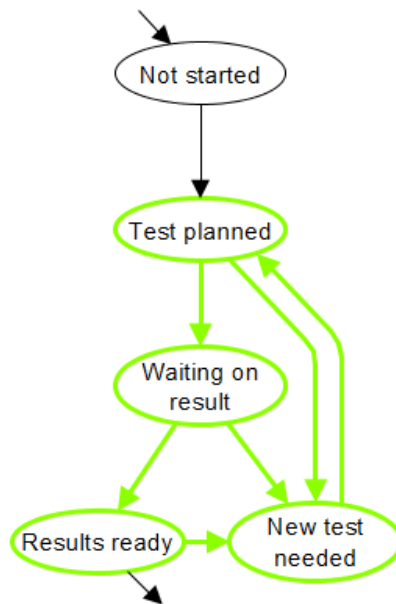 Not started
Test planned
Waiting on
result
Results ready
New test
needed